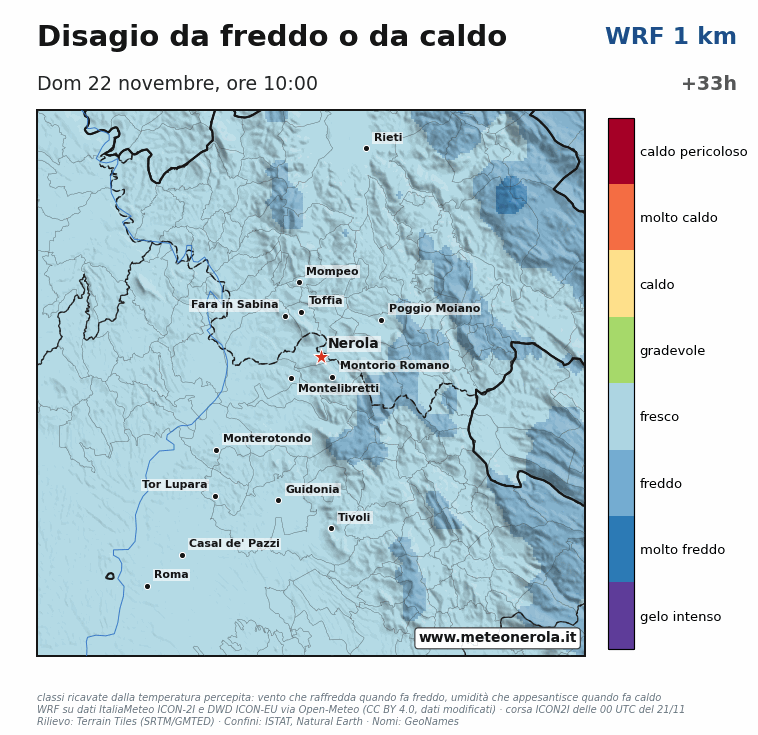 Disagio da freddo o da caldo
WRF 1 km
Dom 22 novembre, ore 10:00
+33h
Rieti
Mompeo
Toffia
Fara in Sabina
Poggio Moiano
Nerola
Montorio Romano
Montelibretti
Monterotondo
Tor Lupara
Guidonia
Tivoli
Casal de' Pazzi
Roma
www.meteonerola.it
caldo pericoloso
molto caldo
caldo
gradevole
fresco
freddo
molto freddo
gelo intenso
classi ricavate dalla temperatura percepita: vento che raffredda quando fa freddo, umidità che appesantisce quando fa caldo
WRF su dati ItaliaMeteo ICON-2I e DWD ICON-EU via Open-Meteo (CC BY 4.0, dati modificati) · corsa ICON2I delle 00 UTC del 21/11
Rilievo: Terrain Tiles (SRTM/GMTED) · Confini: ISTAT, Natural Earth · Nomi: GeoNames